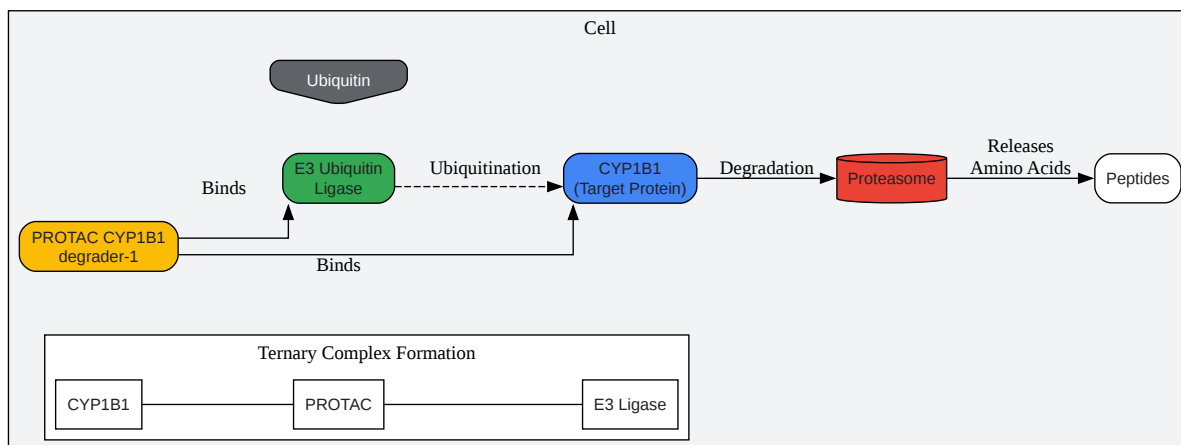 Cell
Ubiquitin
E3 Ubiquitin
Ligase
Ubiquitination
CYP1B1
(Target Protein)
Degradation
Proteasome
Releases
Amino Acids
Peptides
Binds
PROTAC CYP1B1
degrader-1
Binds
Ternary Complex Formation
CYP1B1
PROTAC
E3 Ligase